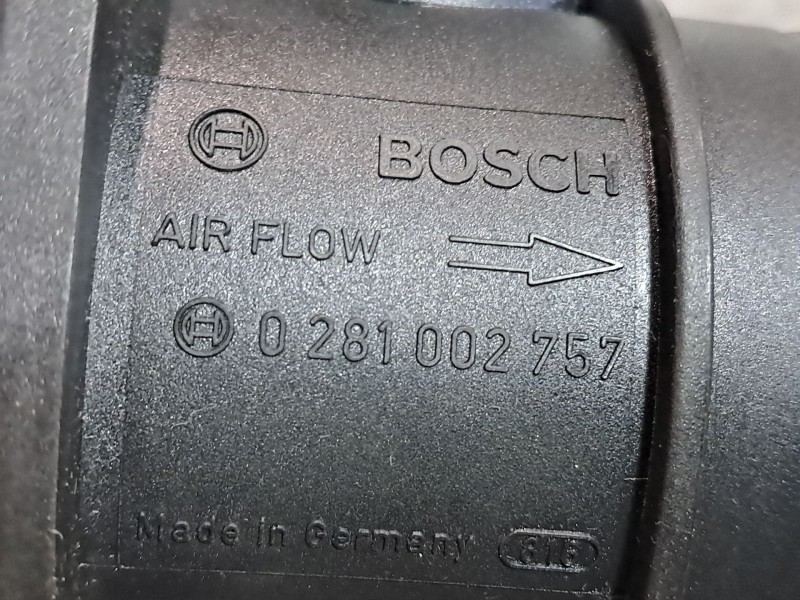 BOSCH
AIR FLOW
0 281 002 757
Made in Germany